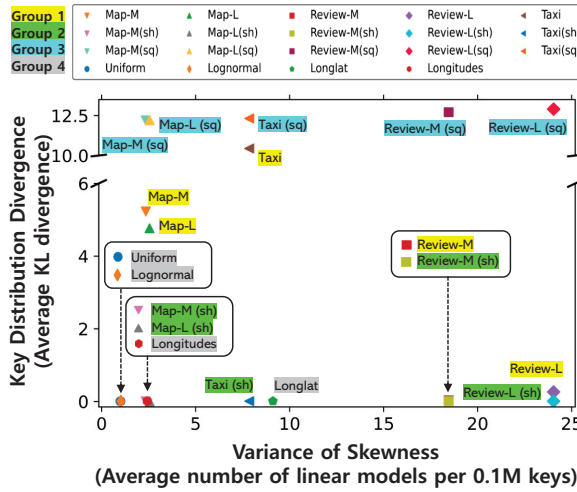 Group 1 Map-M Map-L Review-M Review-L Taxi
Group 2 Map-M(sh) Map-L(sh) Review-M(sh) Review-L(sh) Taxi(sh)
Group 3 Map-M(sq) Map-L(sq) Review-M(sq) Review-L(sq) Taxi(sq)
Group 4 Uniform Lognormal Longlat Longitudes
12.5
Map-M (sq) Map-L (sq) Taxi (sq) Review-M (sq) Review-L (sq)
10.0
Taxi
6
Map-M
Map-L
4
Uniform
Lognormal
Review-M
Review-M (sh)
2
Map-M (sh)
Map-L (sh)
Longitudes
Review-L
Taxi (sh) Longlat Review-L (sh)
0
0 5 10 15 20 25
Key Distribution Divergence
(Average KL divergence)
Variance of Skewness
(Average number of linear models per 0.1M keys)